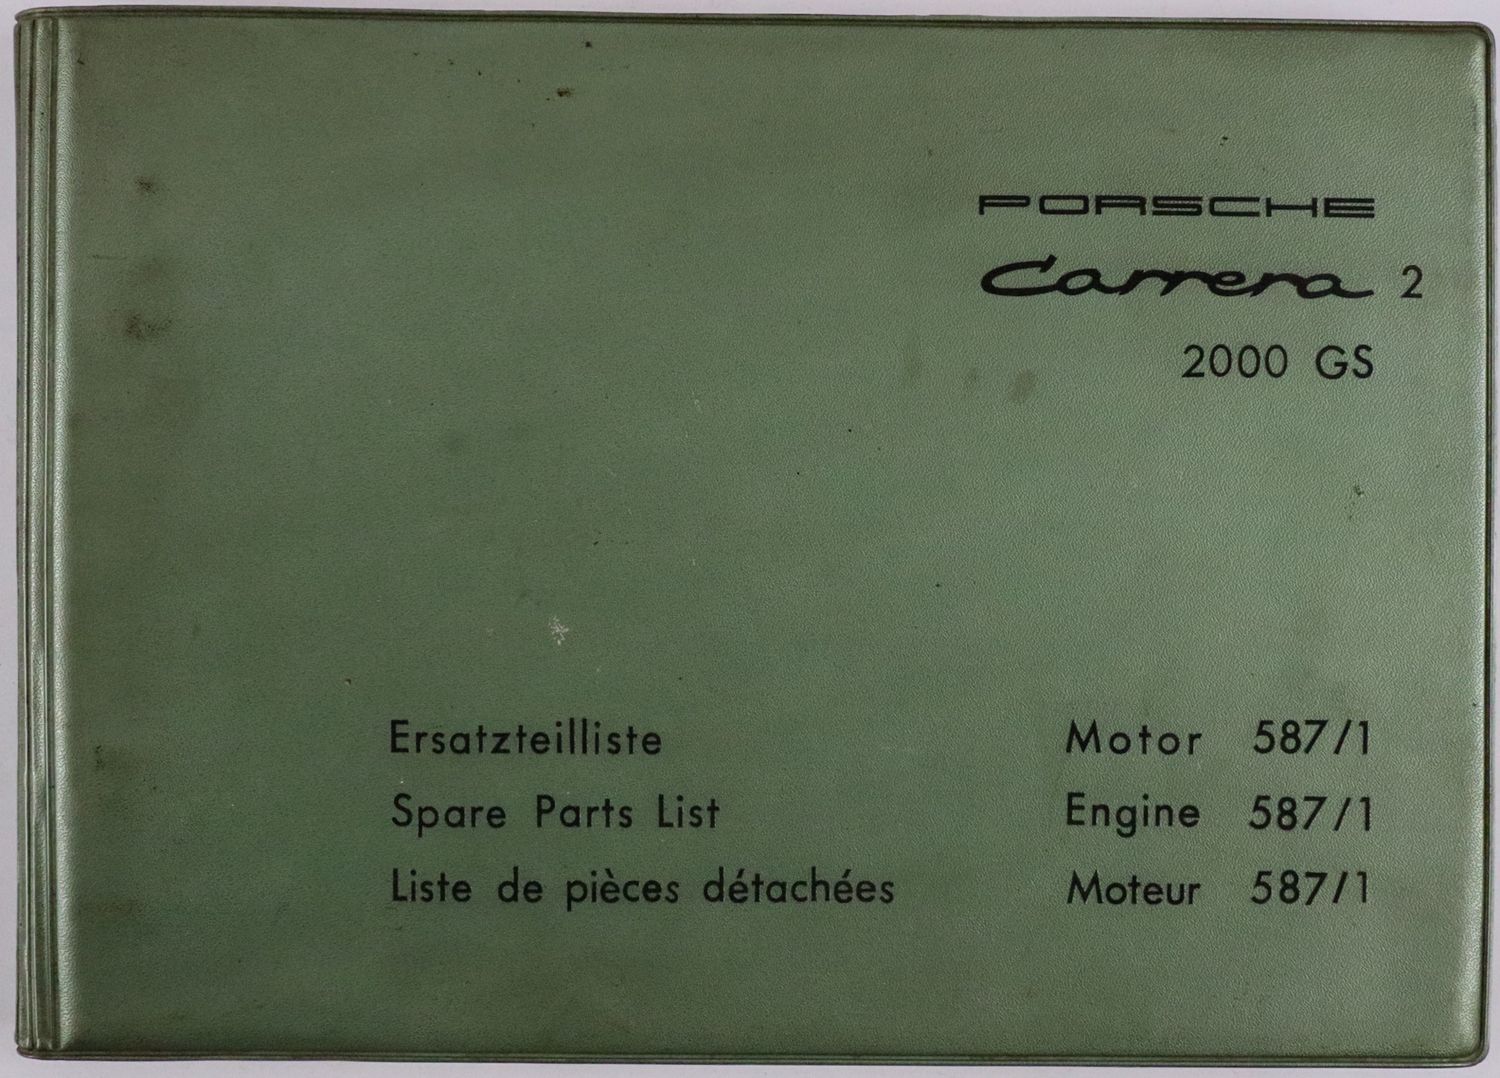 PORSCHE
Carrera 2
2000 GS
Ersatzteilliste Motor 587/1
Spare Parts List Engine 587/1
Liste de pièces détachées Moteur 587/1